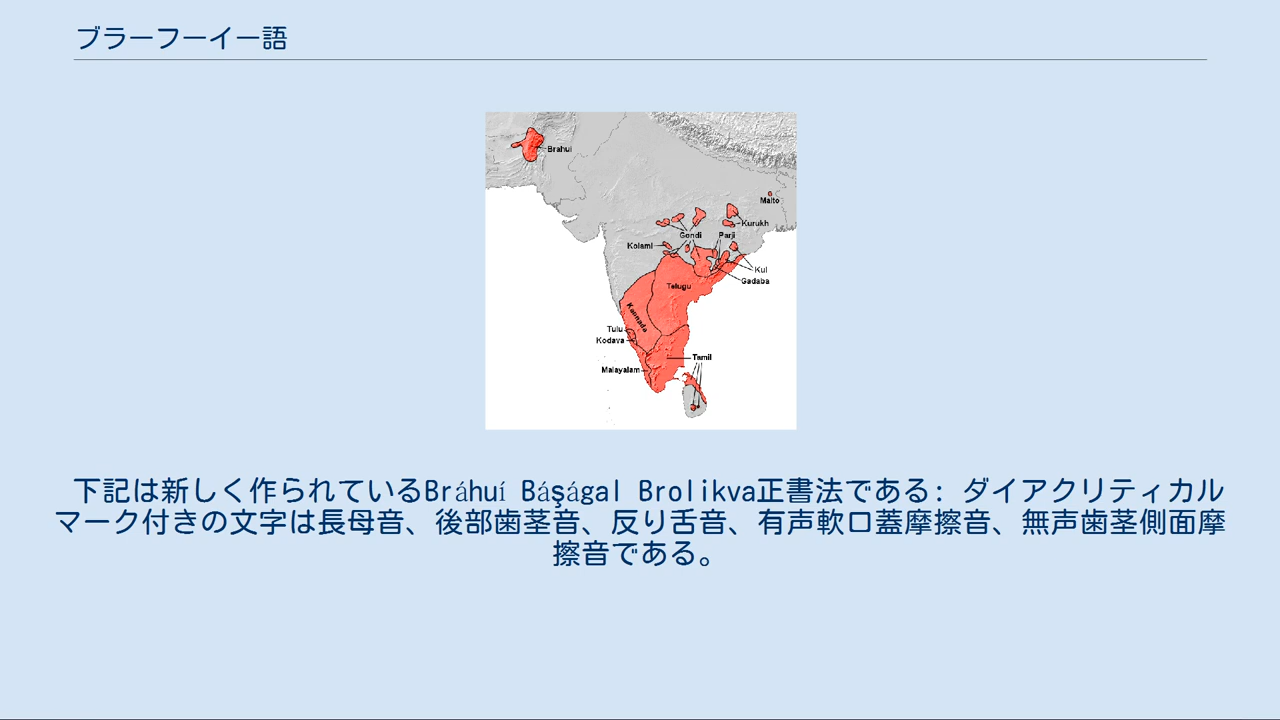 ブラーフーイー語
Brahui
Malto
Kurukh
Gondi
Parji
Kolami
Kui
Gadaba
Telugu
Kannada
Tulu
Kodava
Tamil
Malayalam
下記は新しく作られているBráhuí Báşágal Brolikva正書法である: ダイアクリティカル
マーク付きの文字は長母音、後部歯茎音、反り舌音、有声軟口蓋摩擦音、無声歯茎側面摩
擦音である。